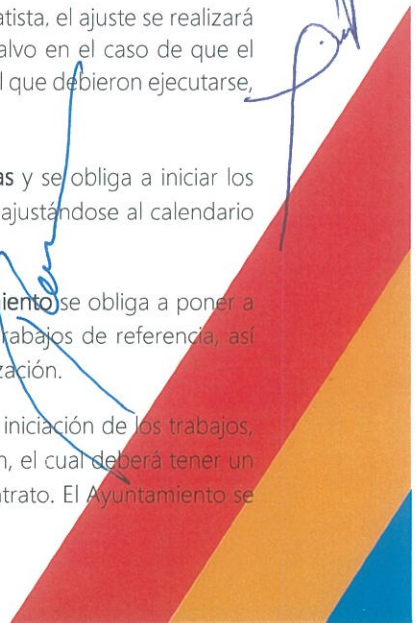 atista, el ajuste se realizará
alvo en el caso de que el
l que debieron ejecutarse,
as y se obliga a iniciar los
ajustándose al calendario
iento se obliga a poner a
rabajos de referencia, así
zación.
iniciación de los trabajos,
n, el cual deberá tener un
trato. El Ayuntamiento se